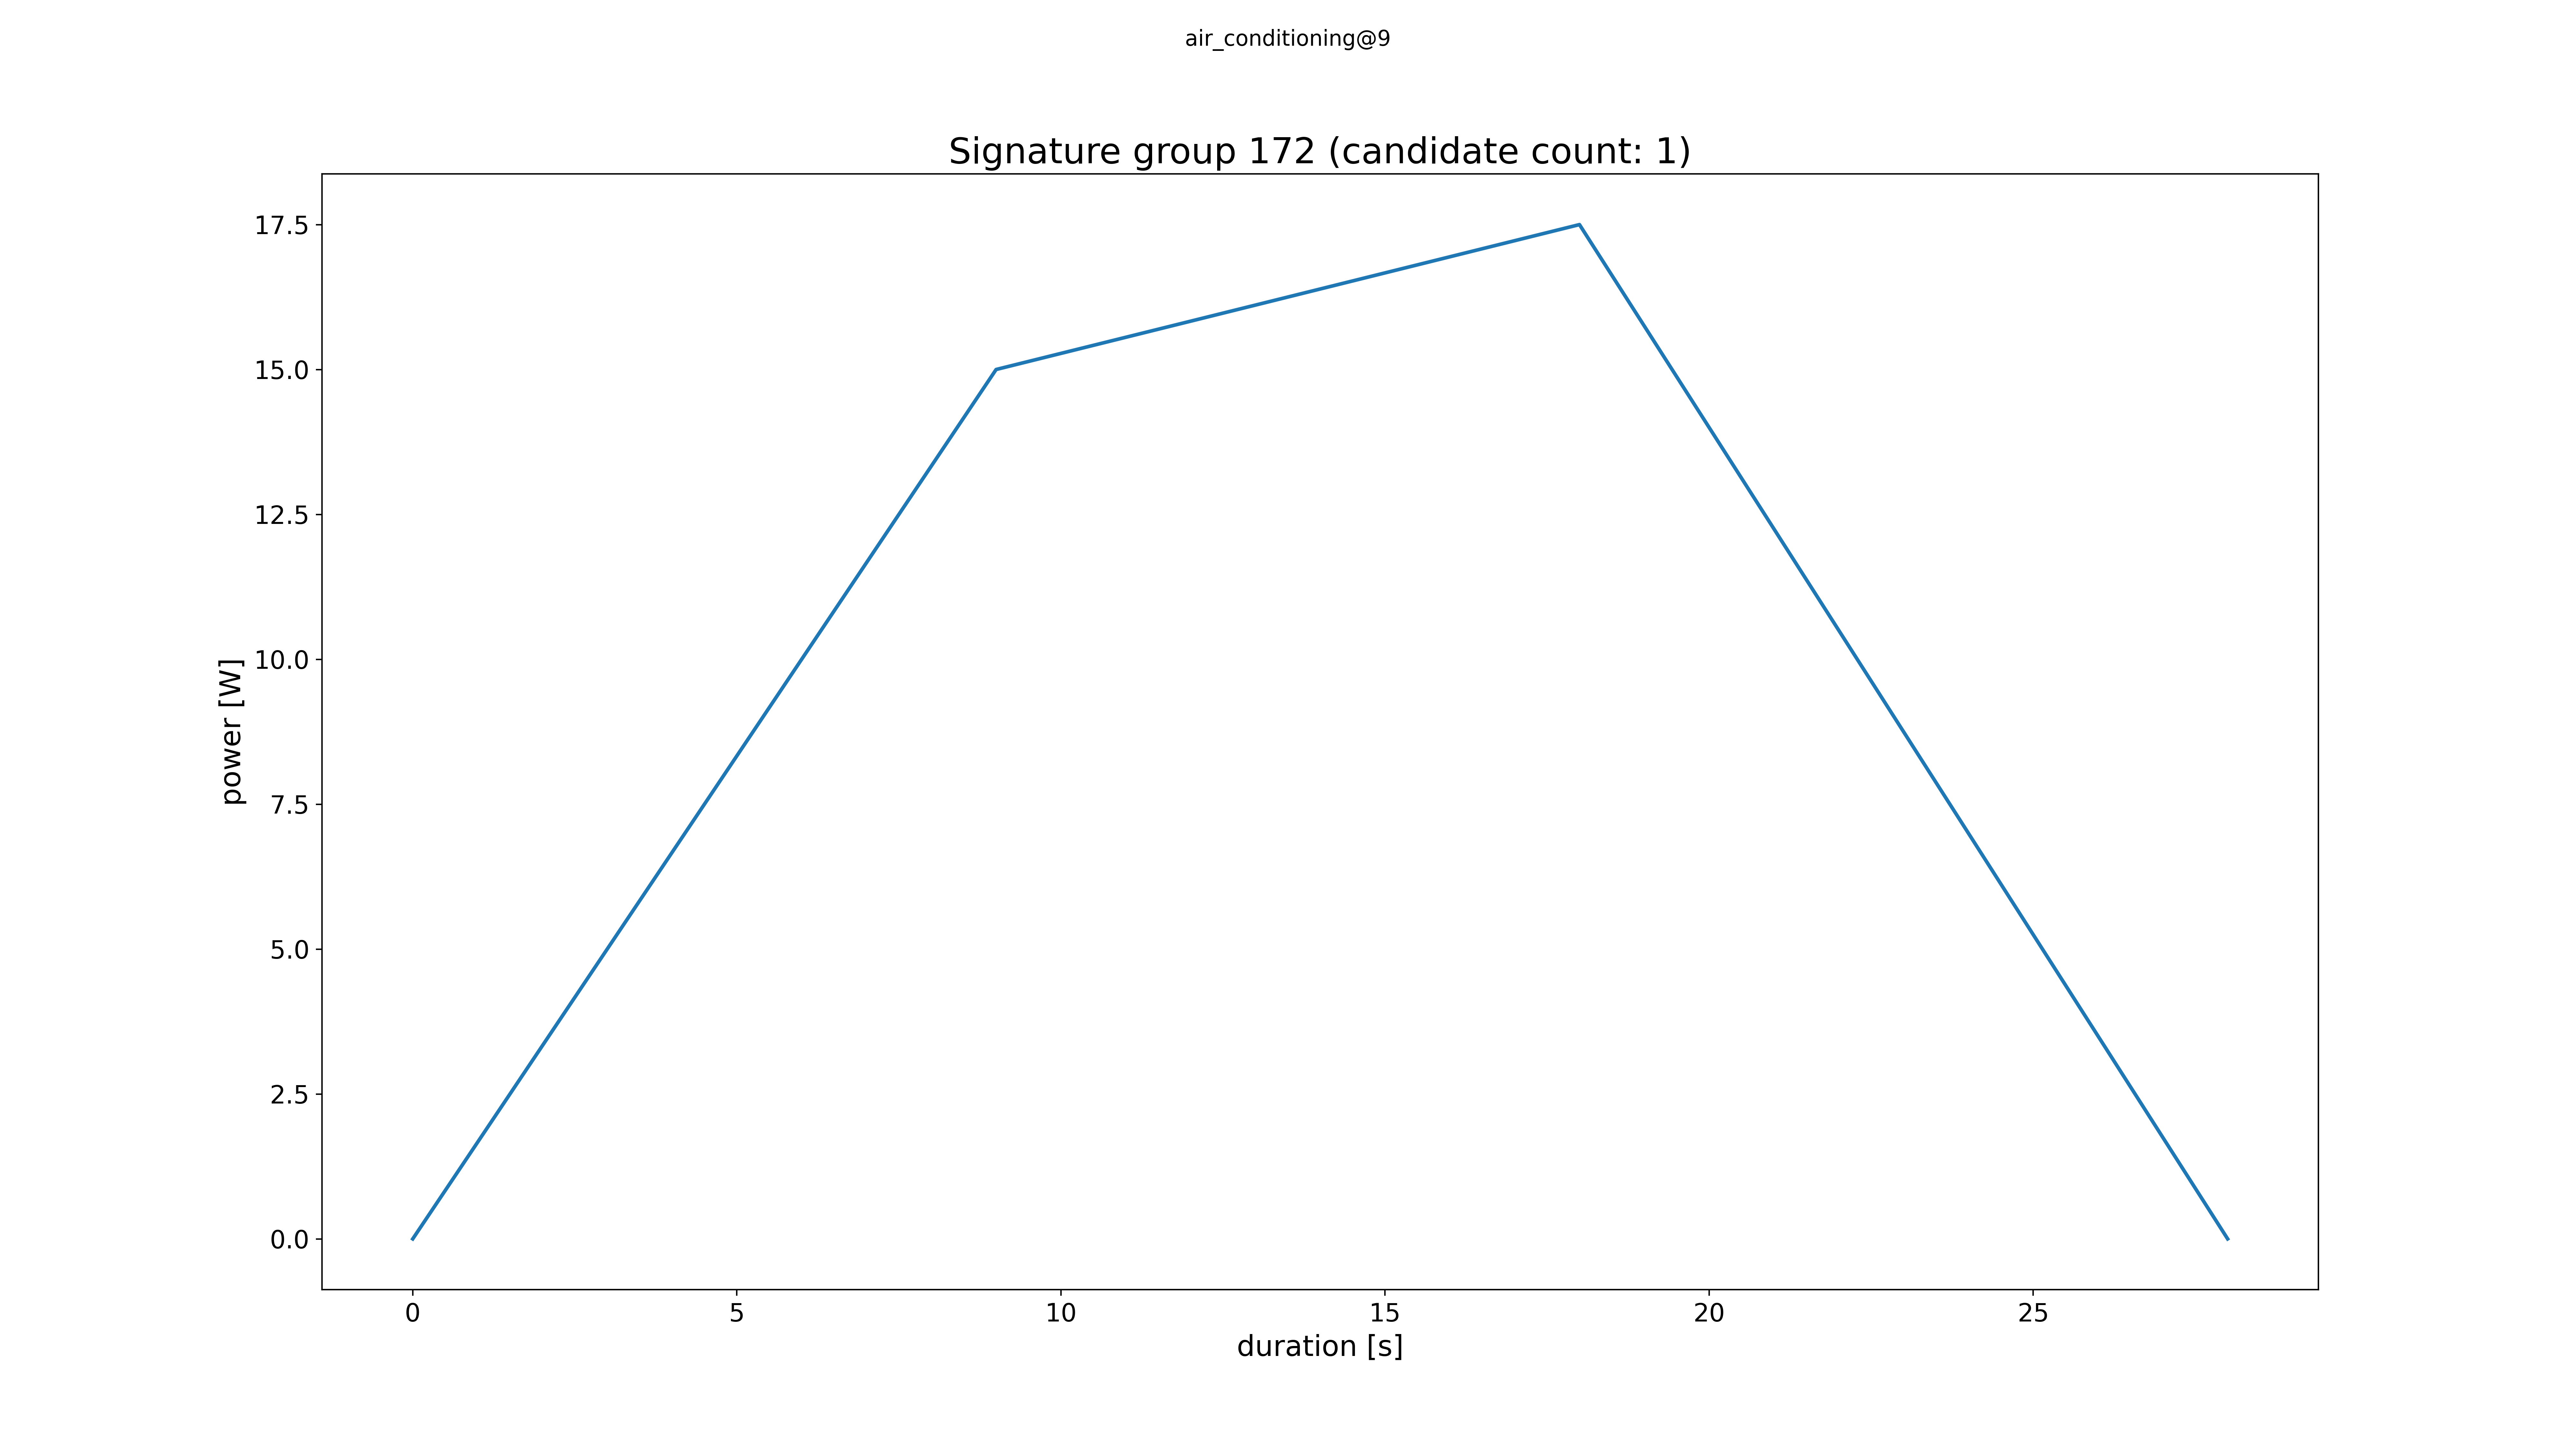 air_conditioning@9
Signature group 172 (candidate count: 1)
17.5
15.0
12.5
10.0
7.5
5.0
2.5
0.0
power [W]
0 5 10 15 20 25
duration [s]